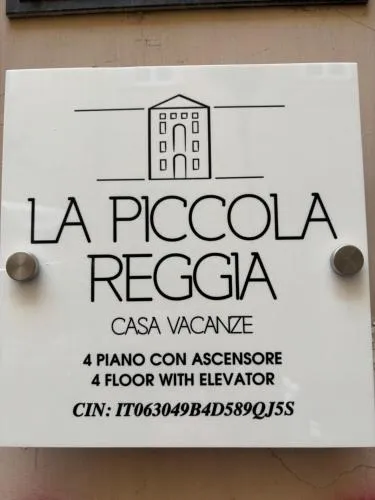 LA PICCOLA
REGGIA
CASA VACANZE
4 PIANO CON ASCENSORE
4 FLOOR WITH ELEVATOR
CIN: IT063049B4D589QJ5S